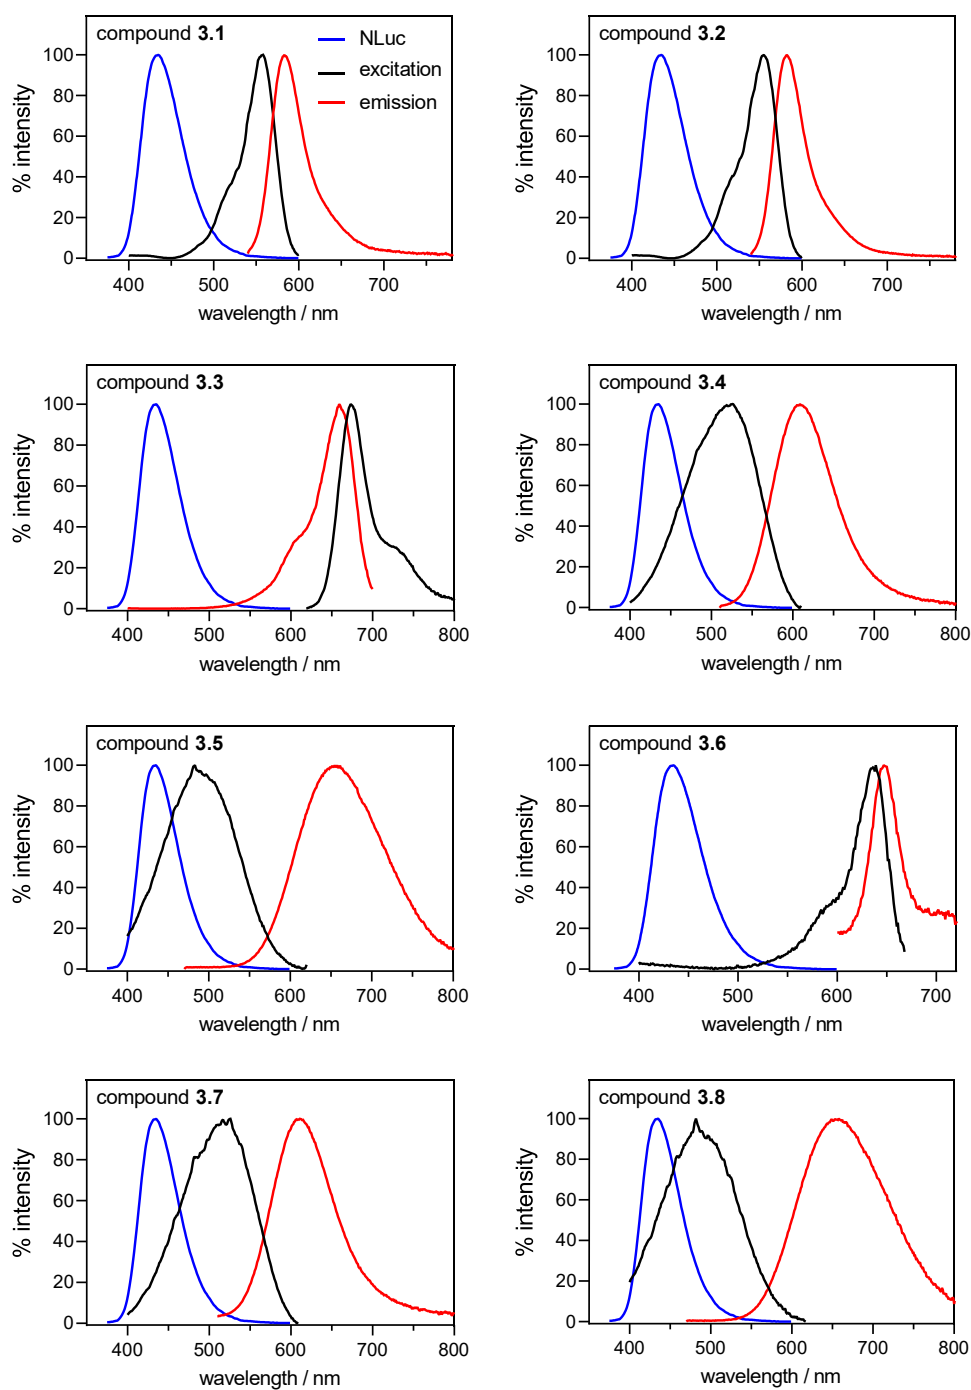 compound 3.1
NLuc
excitation
emission
100
80
60
40
20
0
% intensity
400 500 600 700
wavelength / nm
compound 3.2
100
80
60
40
20
0
% intensity
400 500 600 700
wavelength / nm
compound 3.3
100
80
60
40
20
0
% intensity
400 500 600 700 800
wavelength / nm
compound 3.4
100
80
60
40
20
0
% intensity
400 500 600 700 800
wavelength / nm
compound 3.5
100
80
60
40
20
0
% intensity
400 500 600 700 800
wavelength / nm
compound 3.6
100
80
60
40
20
0
% intensity
400 500 600 700
wavelength / nm
compound 3.7
100
80
60
40
20
0
% intensity
400 500 600 700 800
wavelength / nm
compound 3.8
100
80
60
40
20
0
% intensity
400 500 600 700 800
wavelength / nm